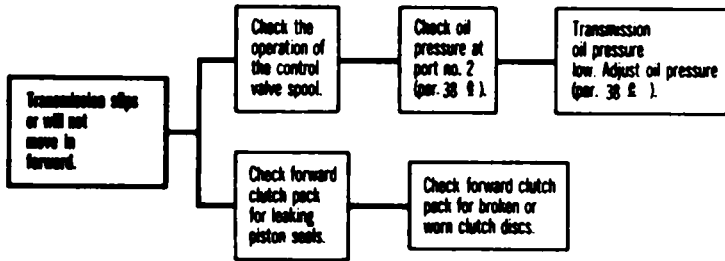 Transmission slips
or will not
move in
forward.
Check the
operation of
the control
valve spool.
Check oil
pressure at
port no. 2
(par. 38 ℓ ).
Transmission
oil pressure
low. Adjust oil pressure
(par. 38 ℓ ).
Check forward
clutch pack
for leaking
piston seals.
Check forward clutch
pack for broken or
worn clutch discs.